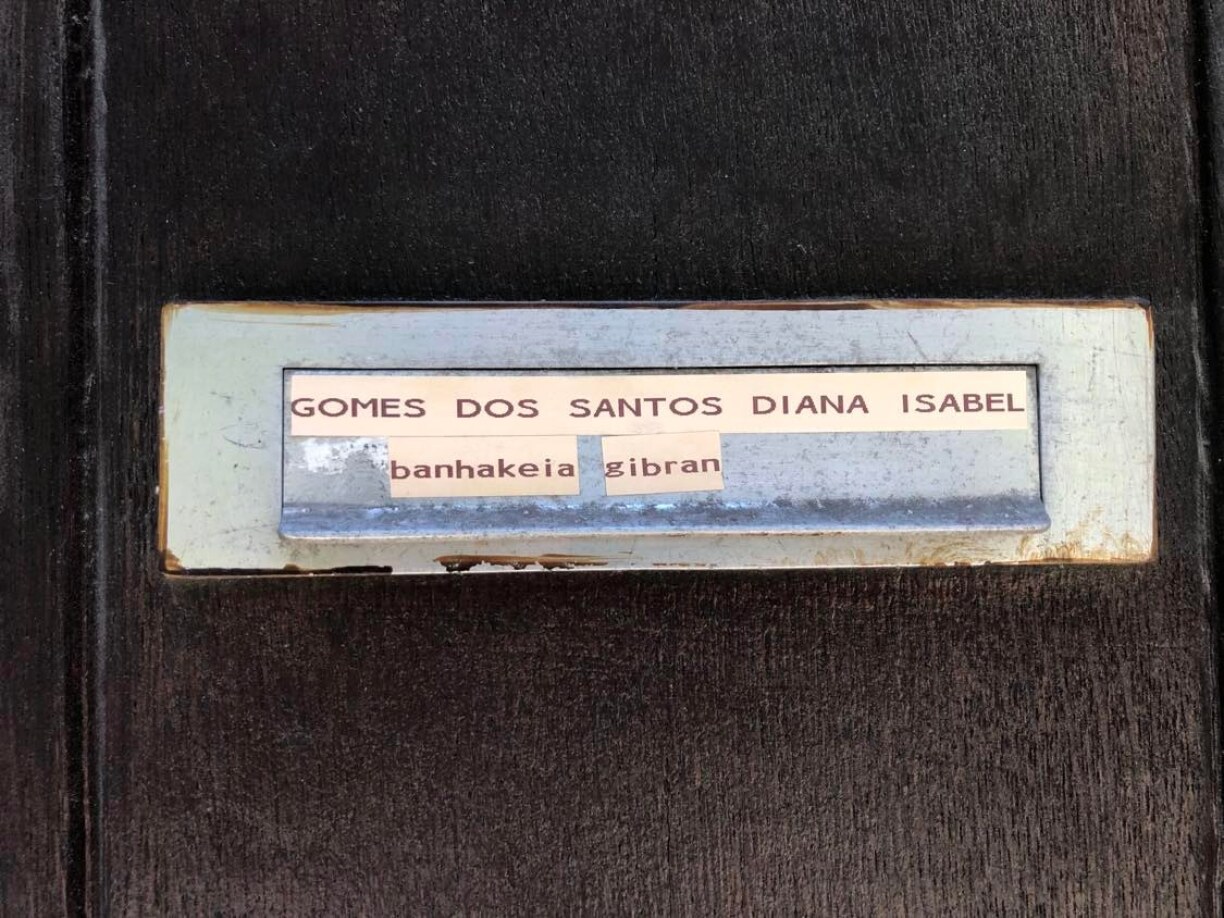 GOMES DOS SANTOS DIANA ISABEL
banhakeia gibran